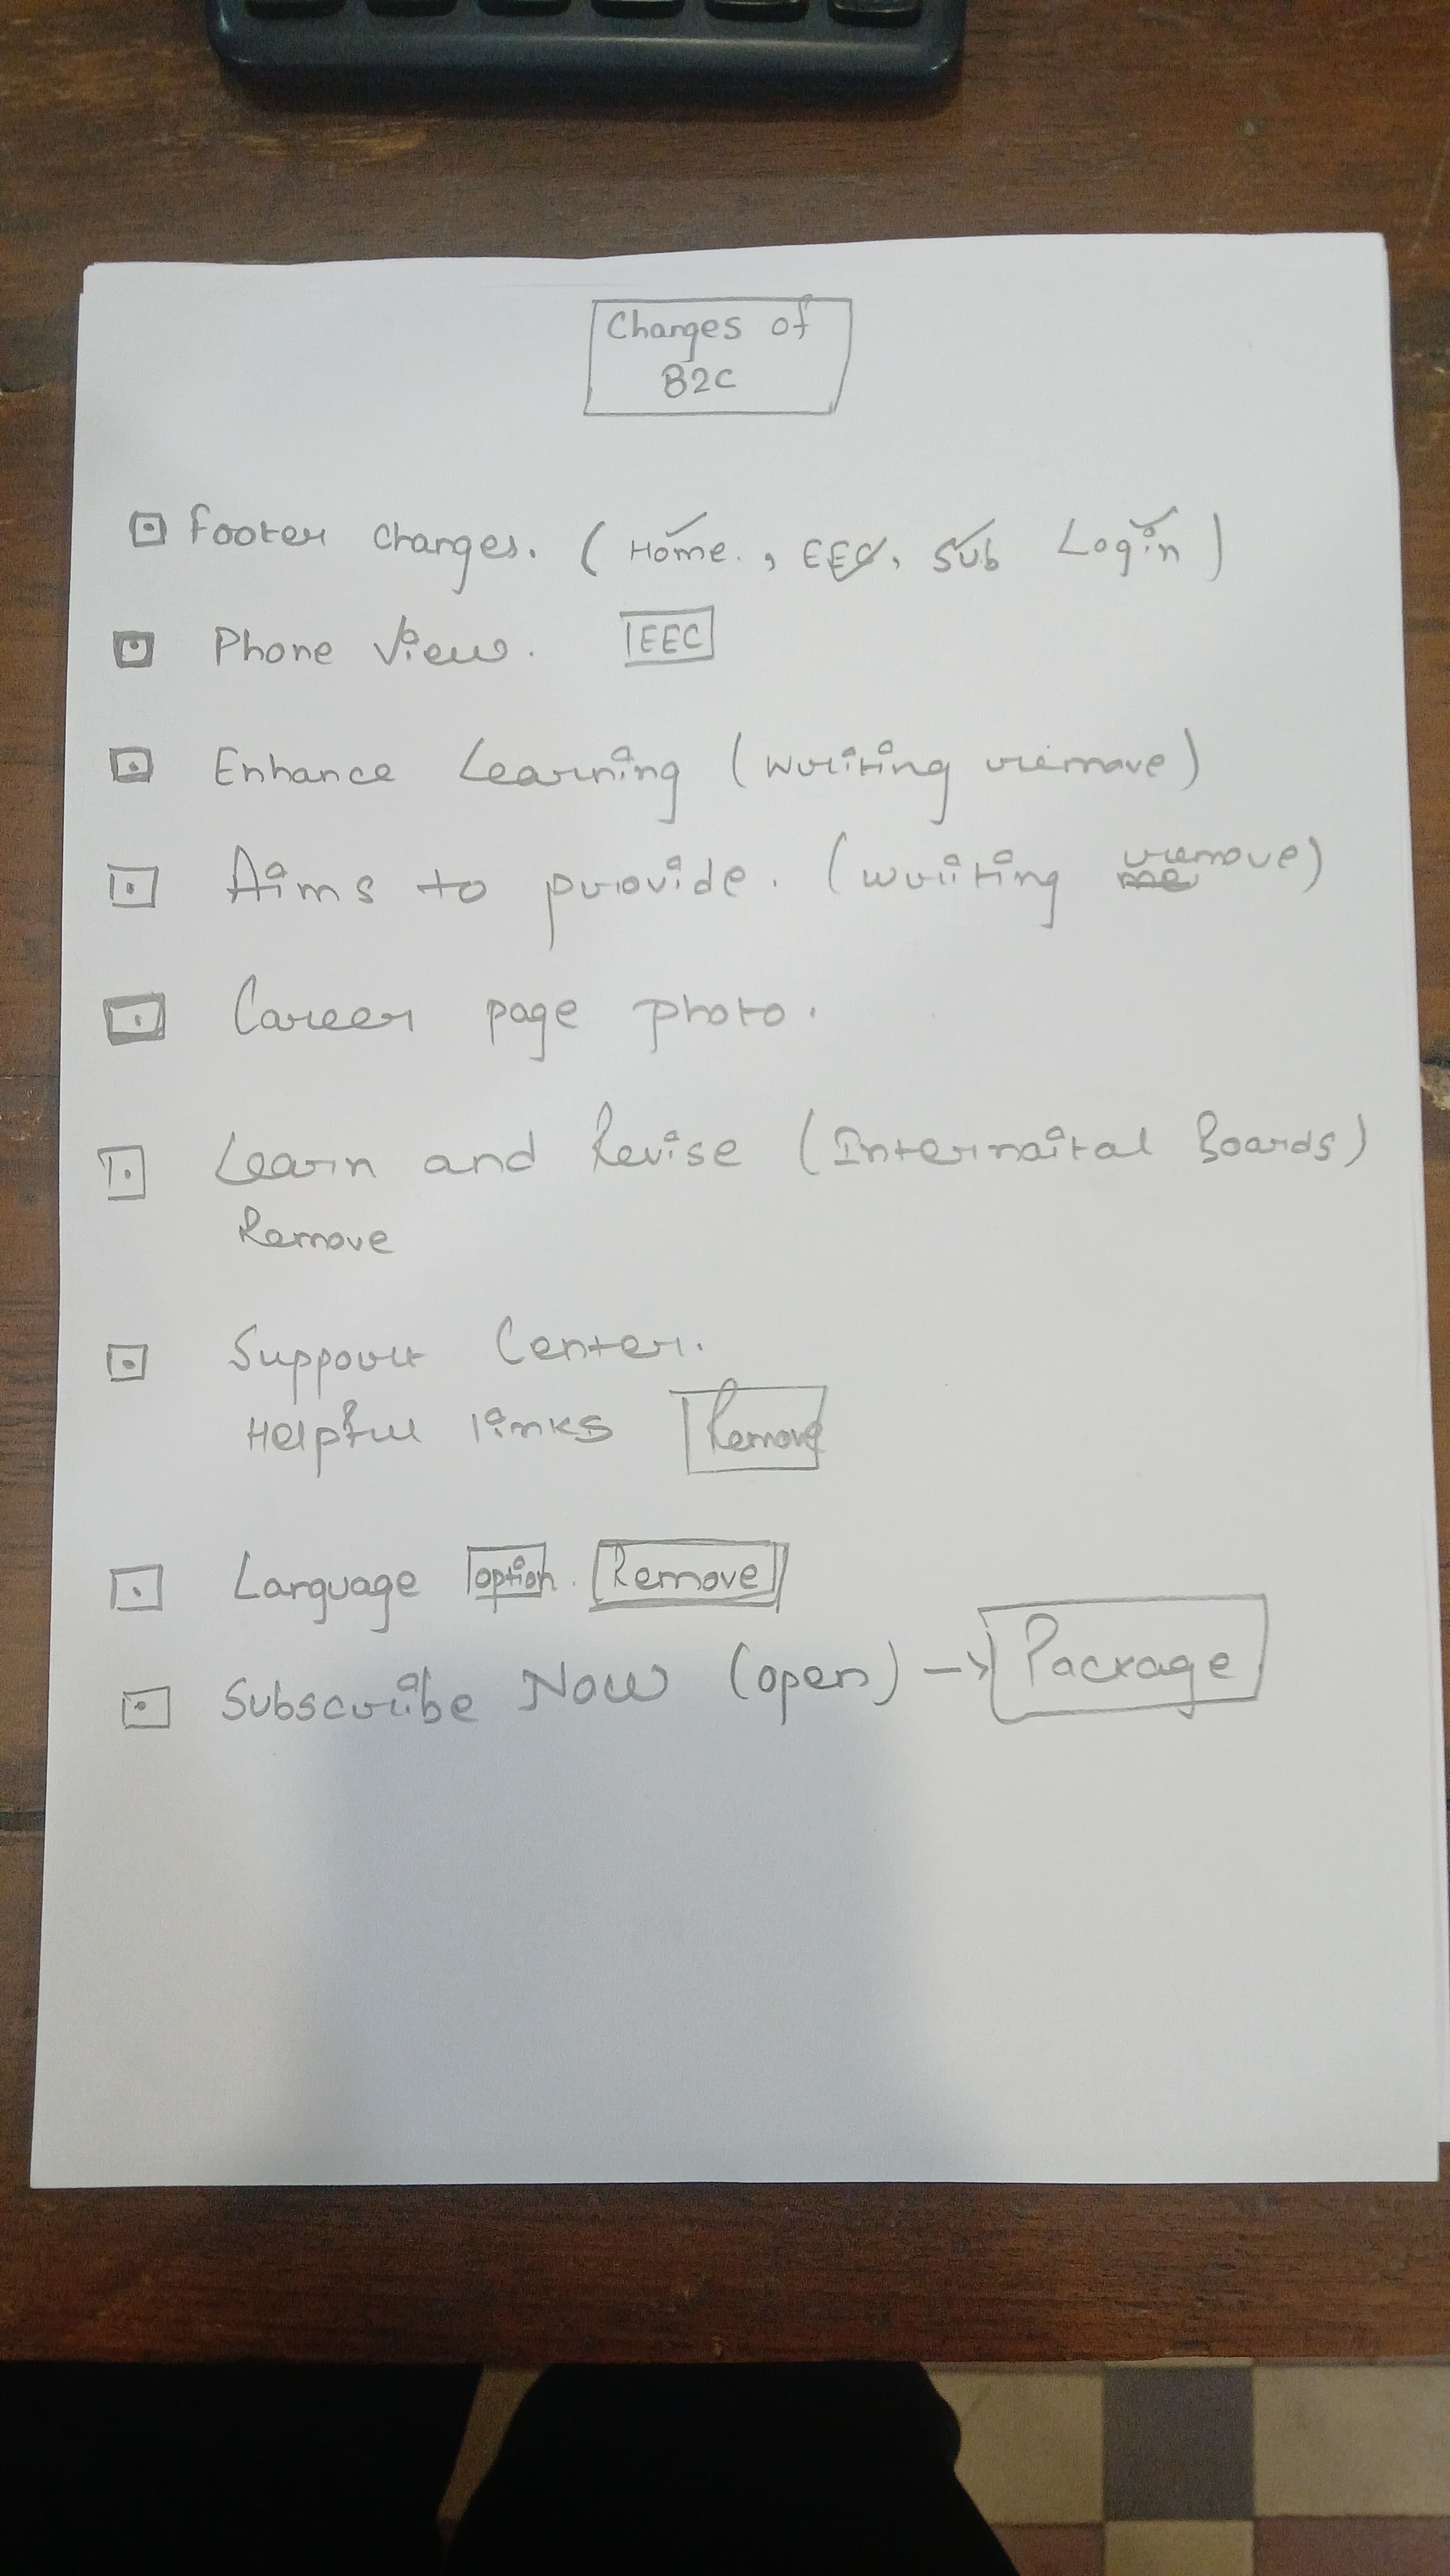 Changes of
B2C
Footer changes. (Home., EEC, Sub Login)
Phone View. EEC
Enhance Learning (writing remove)
Aims to provide. (writing remove)
Career page photo.
Learn and Revise (Internaital Boards)
Remove
Support Center.
Helpful links Remove
Language option. Remove
Subscribe Now (open) → Package